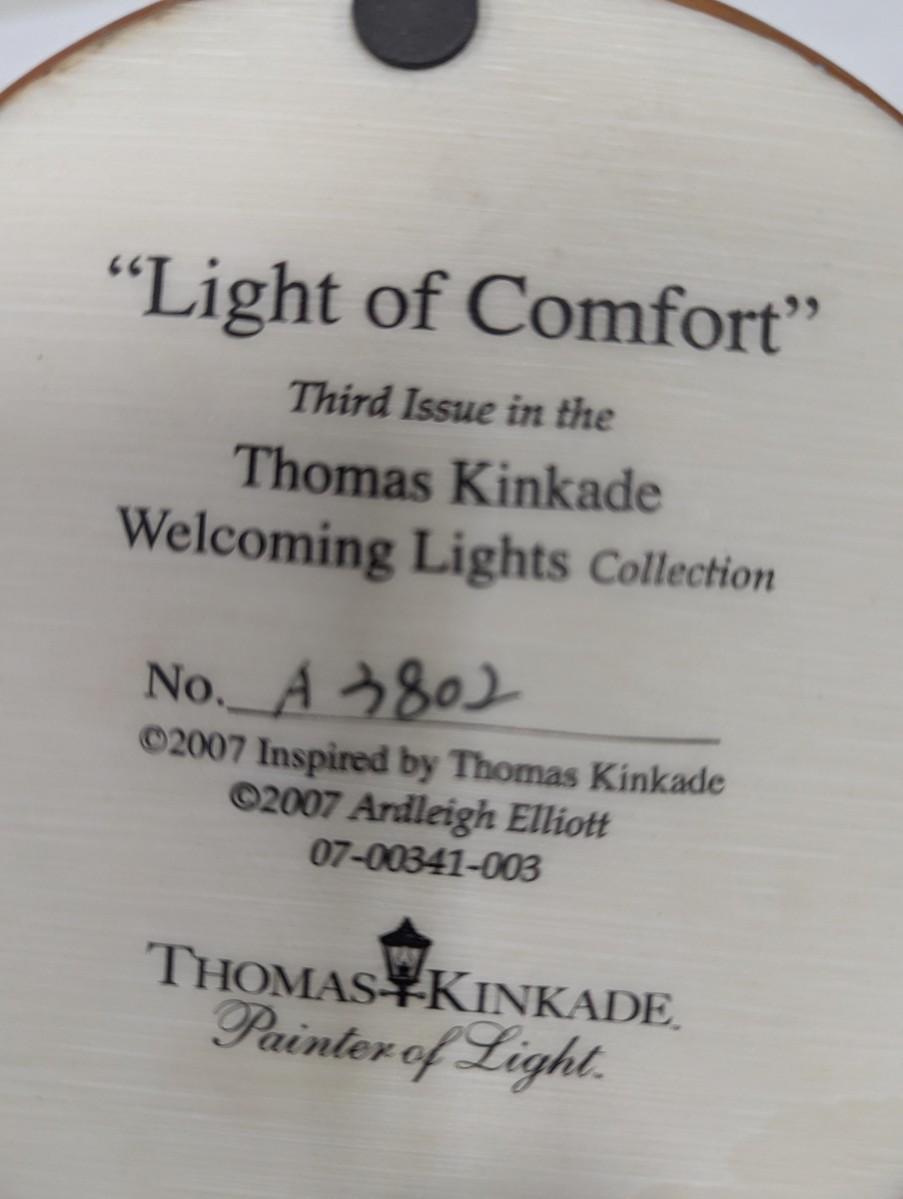 “Light of Comfort”
Third Issue in the
Thomas Kinkade
Welcoming Lights Collection
No. A 3802
©2007 Inspired by Thomas Kinkade
©2007 Ardleigh Elliott
07-00341-003
THOMAS KINKADE
Painter of Light™